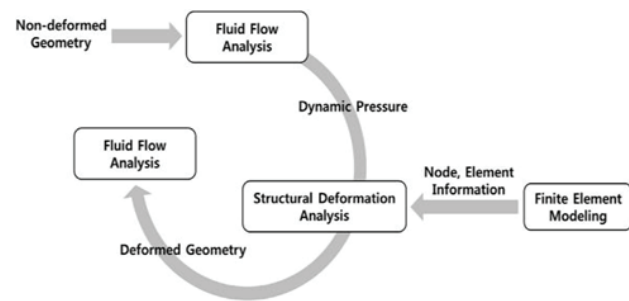 Non-deformed
Geometry
Fluid Flow
Analysis
Dynamic Pressure
Fluid Flow
Analysis
Node, Element
Information
Structural Deformation
Analysis
Finite Element
Modeling
Deformed Geometry